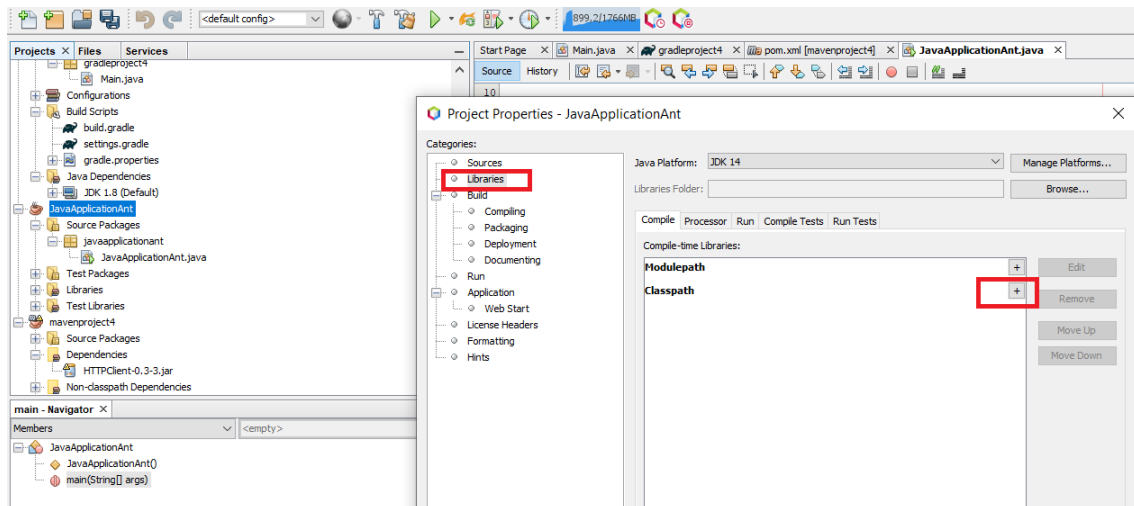 <default config>
899,2/1766MB
Projects × Files Services
gradleproject4
Main.java
Configurations
Build Scripts
build.gradle
settings.gradle
gradle.properties
Java Dependencies
JDK 1.8 (Default)
JavaApplicationAnt
Source Packages
javaapplicationant
JavaApplicationAnt.java
Test Packages
Libraries
Test Libraries
mavenproject4
Source Packages
Dependencies
HTTPClient-0.3-3.jar
Non-classpath Dependencies
main - Navigator ×
Members <empty>
JavaApplicationAnt
JavaApplicationAnt()
main(String[] args)
Start Page × Main.java × gradleproject4 × pom.xml [mavenproject4] × JavaApplicationAnt.java ×
Source History
10
Project Properties - JavaApplicationAnt
Categories:
Sources
Libraries
Build
Compiling
Packaging
Deployment
Documenting
Run
Application
Web Start
License Headers
Formatting
Hints
Java Platform: JDK 14 Manage Platforms...
Libraries Folder: Browse...
Compile Processor Run Compile Tests Run Tests
Compile-time Libraries:
Modulepath + Edit
Classpath + Remove
Move Up
Move Down